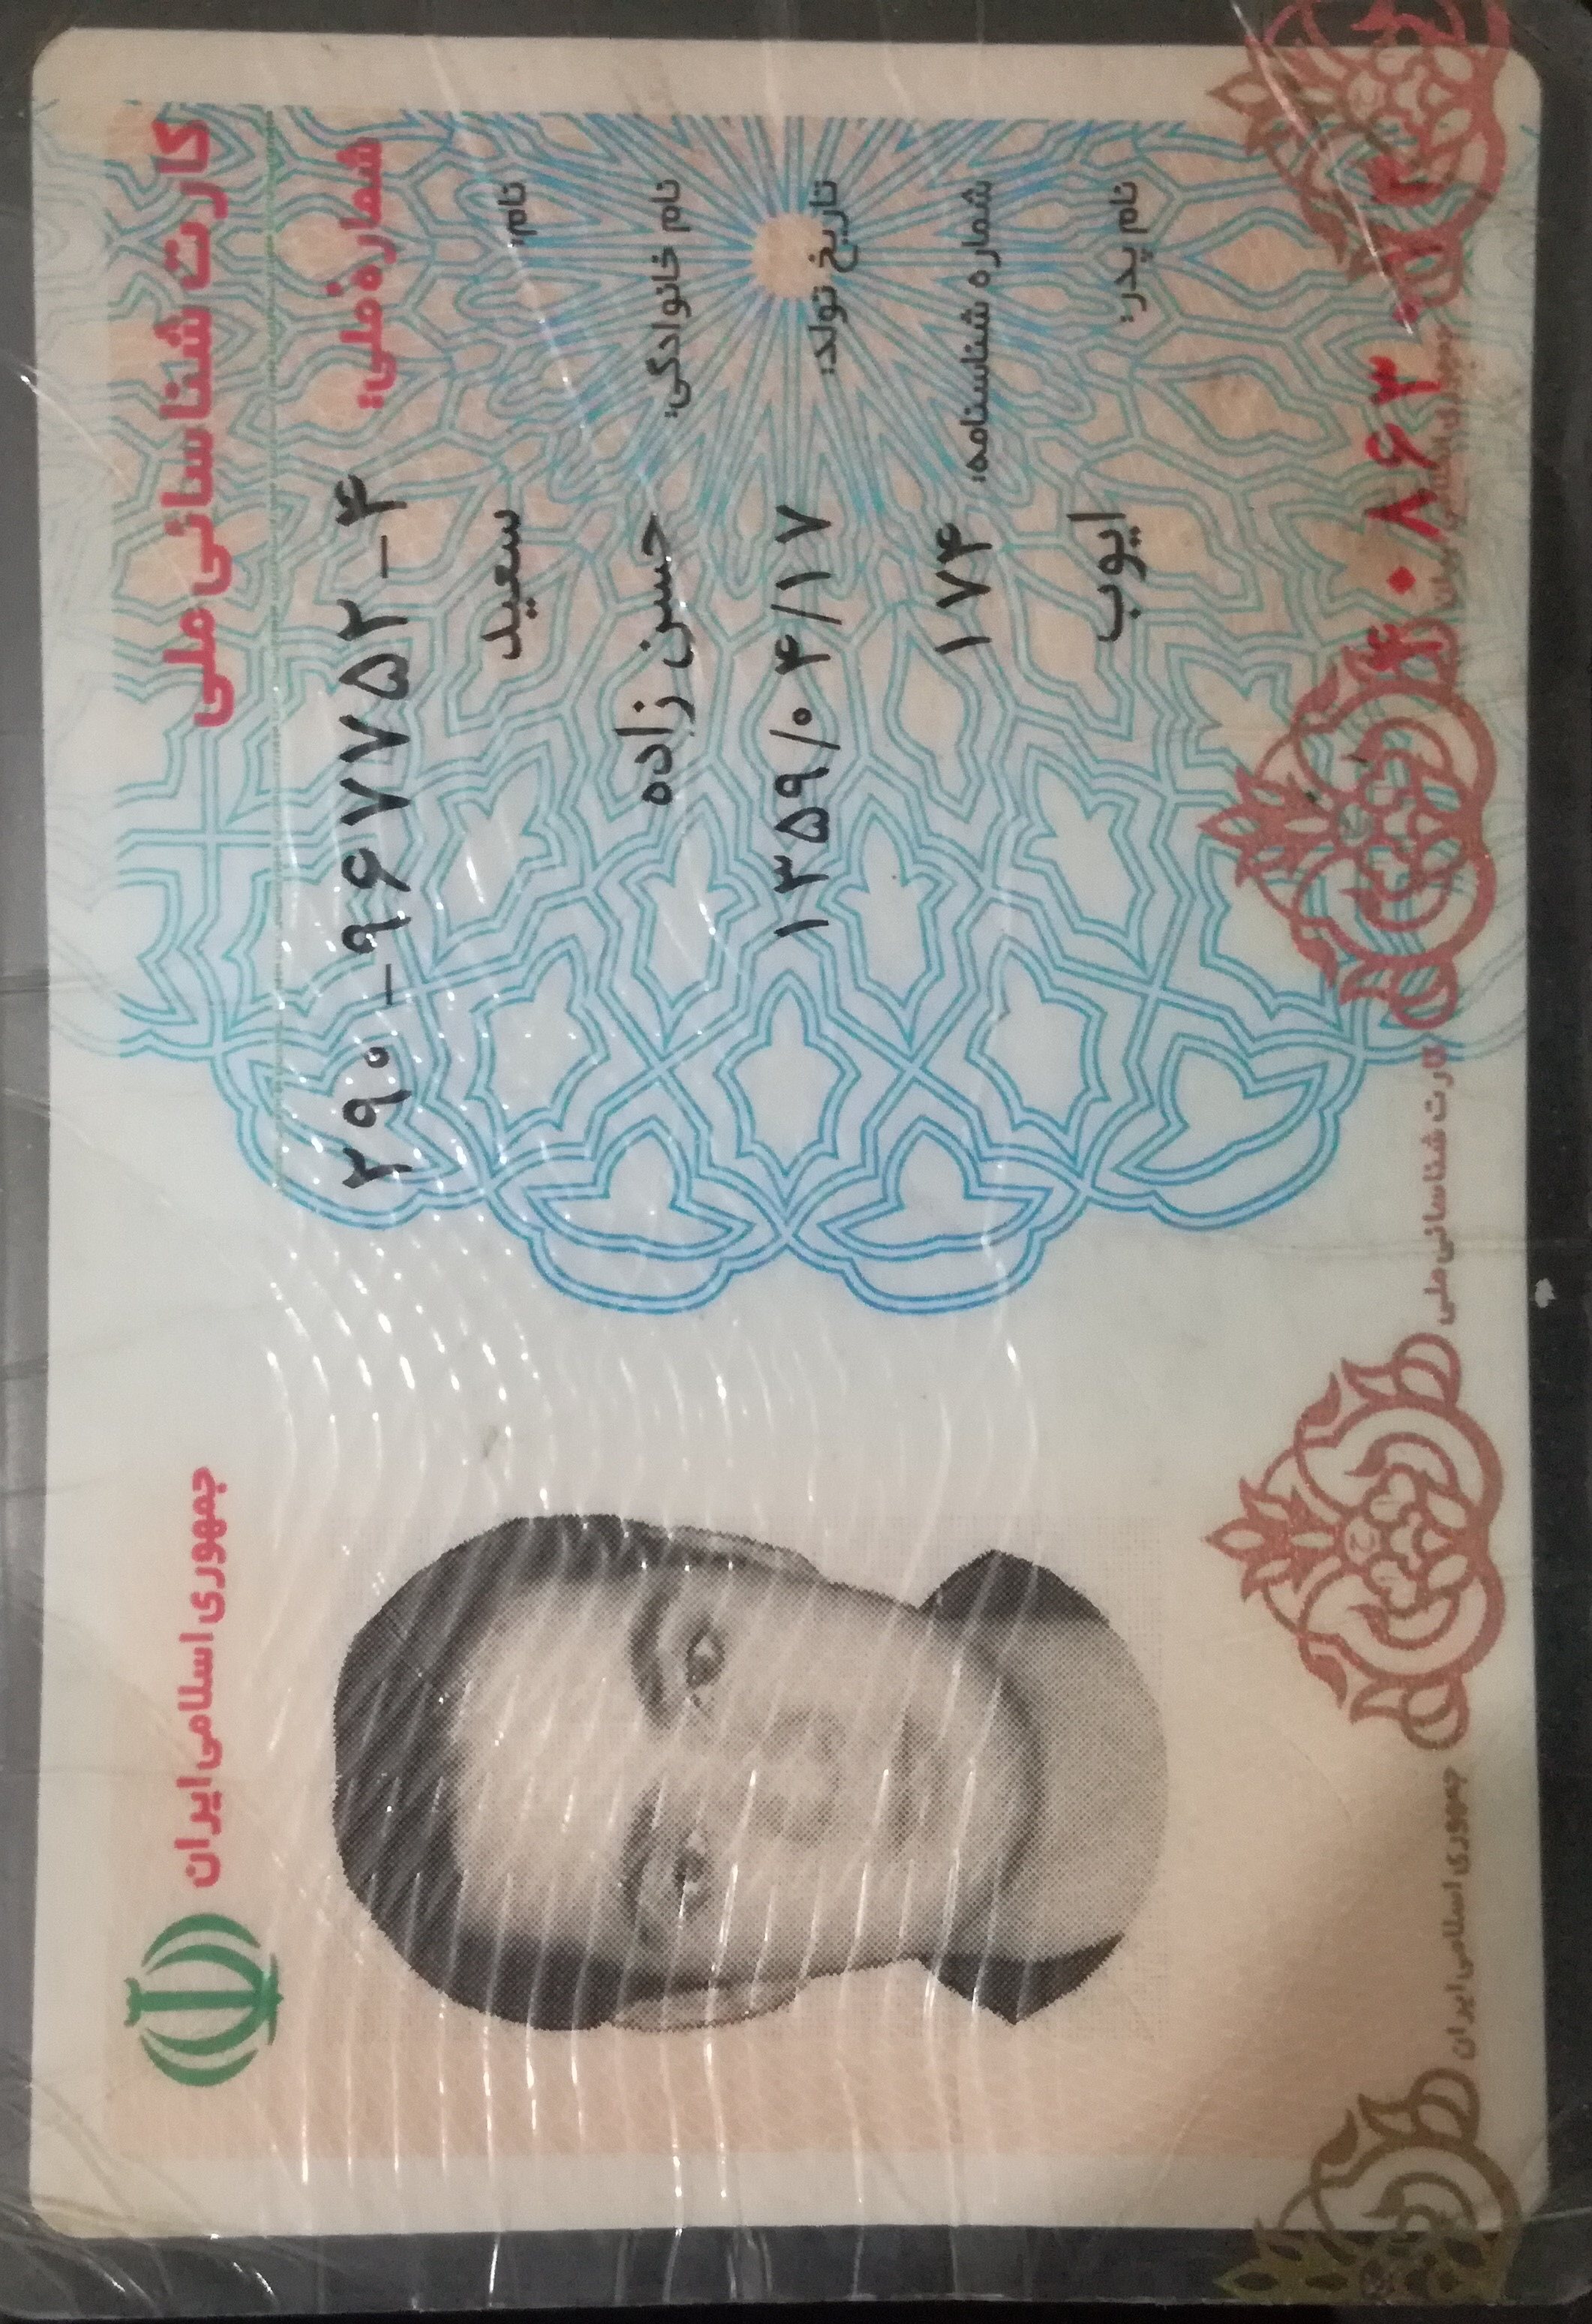 جمهوری اسلامی ایران
کارت شناسائی ملی
شماره ملی: ۲۹۰-۹۶۷۷۵۲-۴
نام: سعید
نام خانوادگی: حسن زاده
تاریخ تولد: ۱۳۵۹/۰۴/۱۷
شماره شناسنامه: ۱۷۴
نام پدر: ایوب
جمهوری اسلامی ایران
کارت شناسائی ملی